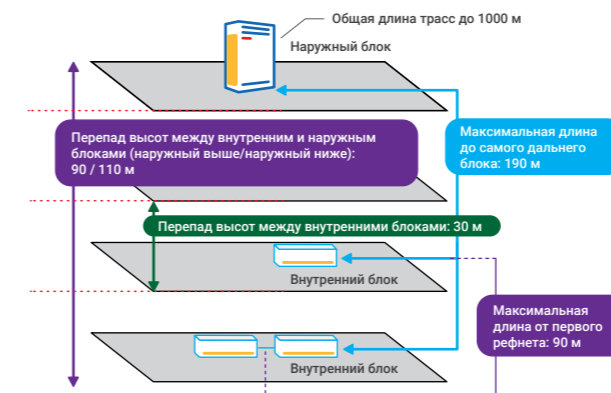 Общая длина трасс до 1000 м
Наружный блок
Перепад высот между внутренним и наружным
блоками (наружный выше/наружный ниже):
90 / 110 м
Максимальная длина
до самого дальнего
блока: 190 м
Перепад высот между внутренними блоками: 30 м
Внутренний блок
Максимальная
длина от первого
рефнета: 90 м
Внутренний блок